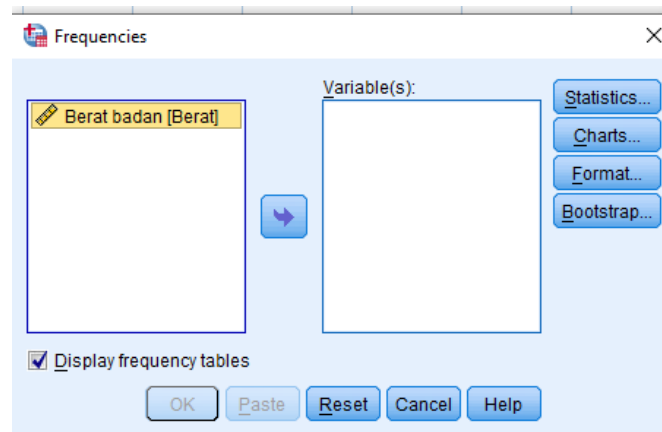 Frequencies
Variable(s):
Berat badan [Berat]
Statistics...
Charts...
Format...
Bootstrap...
Display frequency tables
OK Paste Reset Cancel Help